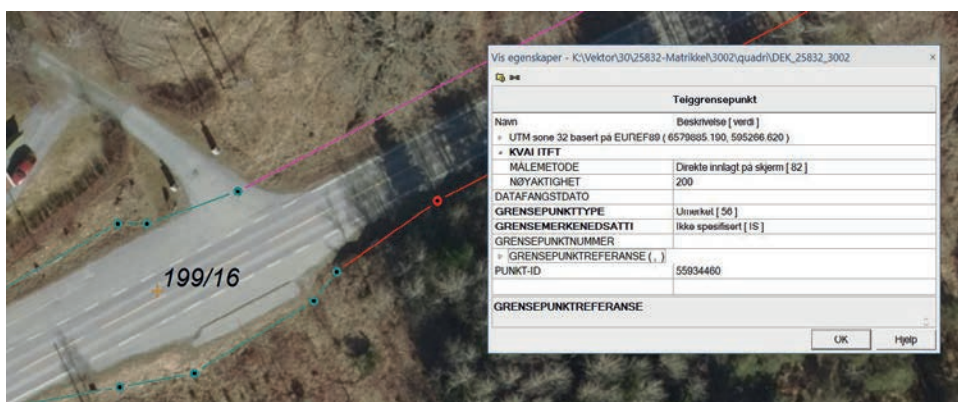 Vis egenskaper - K:\Vektor\30\25832-Matrikkel\3002\quadri\DEK_25832_3002 ×
Teiggrensepunkt
Navn Beskrivelse [ verdi ]
UTM sone 32 basert på EUREF89 ( 6579885.190, 595266.620 )
KVALITET
MÅLEMETODE Direkte innlagt på skjerm [ 82 ]
NØYAKTIGHET 200
DATAFANGSTDATO
GRENSEPUNKTTYPE Umerket [ 56 ]
GRENSEMERKENEDSATTI Ikke spesifisert [ IS ]
GRENSEPUNKTNUMMER
GRENSEPUNKTREFERANSE ( , )
PUNKT-ID 55934460
GRENSEPUNKTREFERANSE
OK Hjelp
199/16